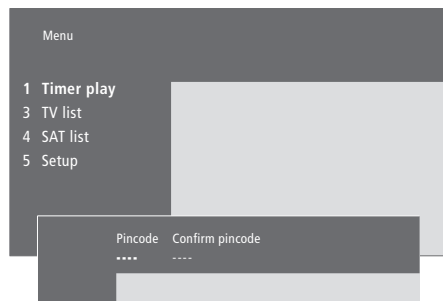 Menu
1 Timer play
3 TV list
4 SAT list
5 Setup
Pincode Confirm pincode
---- ----